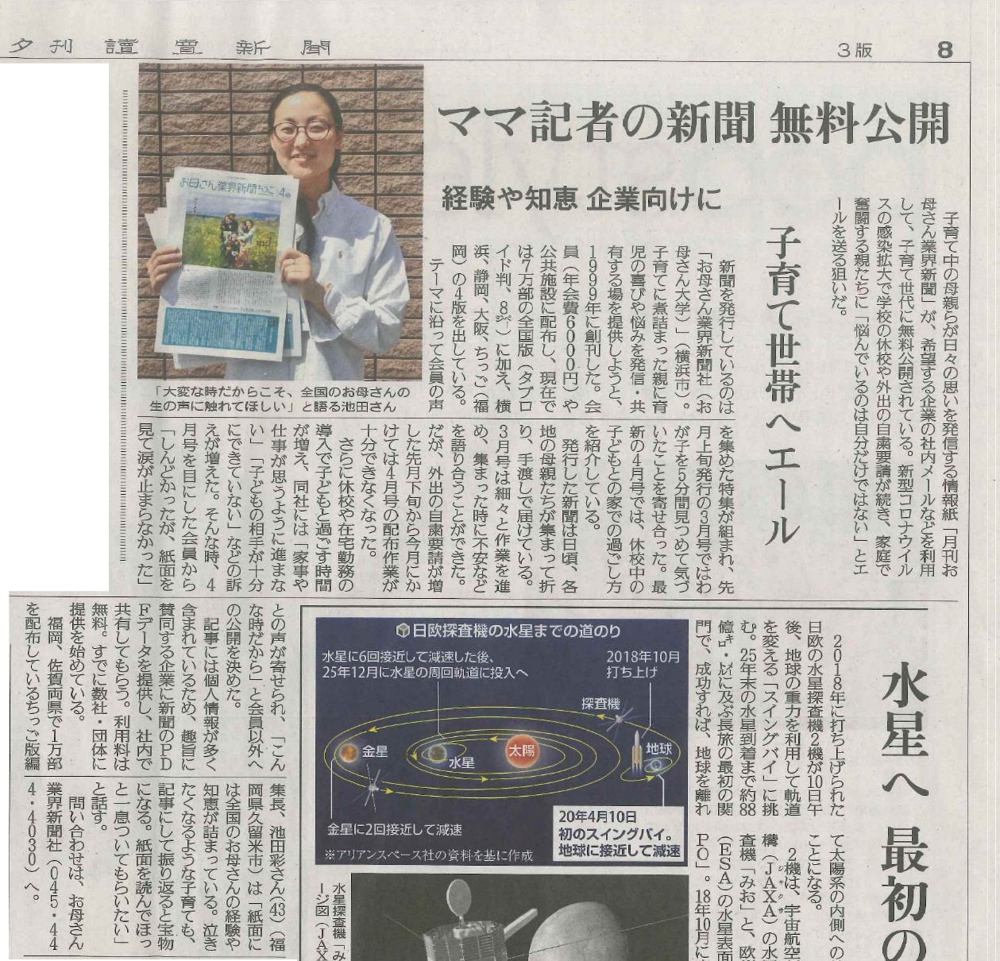 夕刊 讀賣新聞
3版
8
ママ記者の新聞 無料公開
経験や知恵 企業向けに
子育て世帯へエール
子育て中の母親らが日々の思いを発信する情報紙「月刊お
母さん業界新聞」が、希望する企業の社内メールなどを利用
して、子育て世代に無料公開されている。新型コロナウイル
スの感染拡大で学校の休校や外出の自粛要請が続き、家庭で
奮闘する親たちに「悩んでいるのは自分だけではない」とエ
ールを送る狙いだ。
お母さん業界新聞ちっご 4
「大変な時だからこそ、全国のお母さんの
生の声に触れてほしい」と語る池田さん
新聞を発行しているのは
「お母さん業界新聞社（お
母さん大学）」（横浜市）。
子育てに煮詰まった親に育
児の喜びや悩みを発信・共
有する場を提供しようと、
1999年に創刊した。会
員（年会費6000円）や
公共施設に配布し、現在で
は7万部の全国版（タブロ
イド判、8㌻）に加え、横
浜、静岡、大阪、ちっご（福
岡）の4版を出している。
テーマに沿って会員の声
を集めた特集が組まれ、先
月上旬発行の3月号ではわ
が子を5分間見つめて気づ
いたことを寄せ合った。最
新の4月号では、休校中の
子どもとの家での過ごし方
を紹介している。
発行した新聞は日頃、各
地の母親たちが集まって折
り、手渡しで届けている。
3月号は細々と作業を進
め、集まった時に不安など
を語り合うことができた。
だが、外出の自粛要請が増
した先月下旬から今月にか
けては4月号の配布作業が
十分できなくなった。
さらに休校や在宅勤務の
導入で子どもと過ごす時間
が増え、同社には「家事や
仕事が思うように進まな
い」「子どもの相手が十分
にできていない」などの訴
えが増えた。そんな時、4
月号を目にした会員から
「しんどかったが、紙面を
見て涙が止まらなかった」
との声が寄せられ、「こん
な時だから」と会員以外へ
の公開を決めた。
記事には個人情報が多く
含まれているため、趣旨に
賛同する企業に新聞のPD
Fデータを提供し、社内で
共有してもらう。利用料は
無料。すでに数社・団体に
提供を始めている。
福岡、佐賀両県で1万部
を配布しているちっご版編
集長、池田彩さん(43)（福
岡県久留米市）は「紙面に
は全国のお母さんの経験や
知恵が詰まっている。泣き
たくなるような子育ても、
記事にして振り返ると宝物
になる。紙面を読んでほっ
と一息ついてもらいたい」
と話す。
問い合わせは、お母さん
業界新聞社（045・44
4・4030）へ。
水星へ 最初の
2018年に打ち上げられた
日欧の水星探査機2機が10日午
後、地球の重力を利用して軌道
を変える「スイングバイ」に挑
む。25年末の水星到着まで約88
億㌔・㍍に及ぶ長旅の最初の関
門で、成功すれば、地球を離れ
て太陽系の内側への
ことになる。
2機は、宇宙航空
構（JAXA）の水
ジャクサ
査機「みお」と、欧
（ESA）の水星表面
PO」。18年10月に
日欧探査機の水星までの道のり
水星に6回接近して減速した後、
25年12月に水星の周回軌道に投入へ
2018年10月
打ち上げ
探査機
金星
水星
太陽
地球
金星に2回接近して減速
20年4月10日
初のスイングバイ。
地球に接近して減速
※アリアンスペース社の資料を基に作成
水星探査機「み
ージ図（JAX